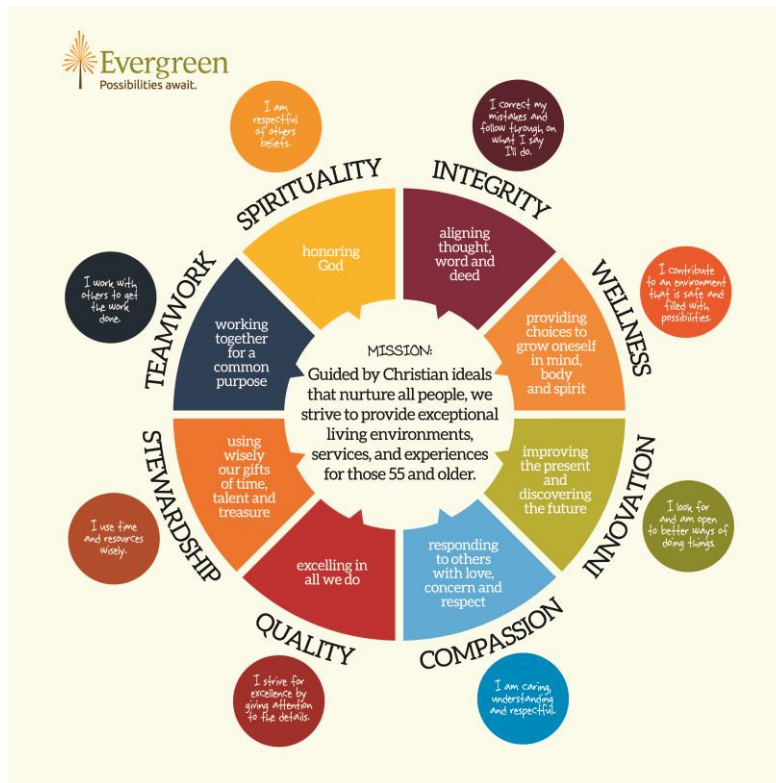 Evergreen
Possibilities await.
I am
respectful
of others
beliefs.
I correct my
mistakes and
follow through on
what I say
I'll do.
SPIRITUALITY
INTEGRITY
honoring
God
aligning
thought,
word and
deed
I work with
others to get
the work
done.
TEAMWORK
working
together
for a
common
purpose
WELLNESS
providing
choices to
grow oneself
in mind,
body
and spirit
I contribute
to an environment
that is safe and
filled with
possibilities.
MISSION:
Guided by Christian ideals
that nurture all people, we
strive to provide exceptional
living environments,
services, and experiences
for those 55 and older.
STEWARDSHIP
using
wisely
our gifts
of time,
talent and
treasure
I use time
and resources
wisely.
INNOVATION
improving
the present
and
discovering
the future
I look for
and am open
to better ways of
doing things.
QUALITY
excelling in
all we do
I strive for
excellence by
giving attention
to the details.
COMPASSION
responding
to others
with love,
concern and
respect
I am caring,
understanding
and respectful.